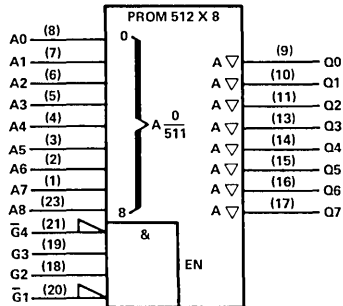 PROM 512 X 8
A0 (8) 0
A1 (7) A ▽ (9) Q0
A2 (6) A ▽ (10) Q1
A3 (5) A ▽ (11) Q2
A4 (4) A 0/511 A ▽ (13) Q3
A5 (3) A ▽ (14) Q4
A6 (2) A ▽ (15) Q5
A7 (1) A ▽ (16) Q6
A8 (23) 8 A ▽ (17) Q7
G̅4 (21) &
G3 (19) EN
G2 (18)
G̅1 (20)